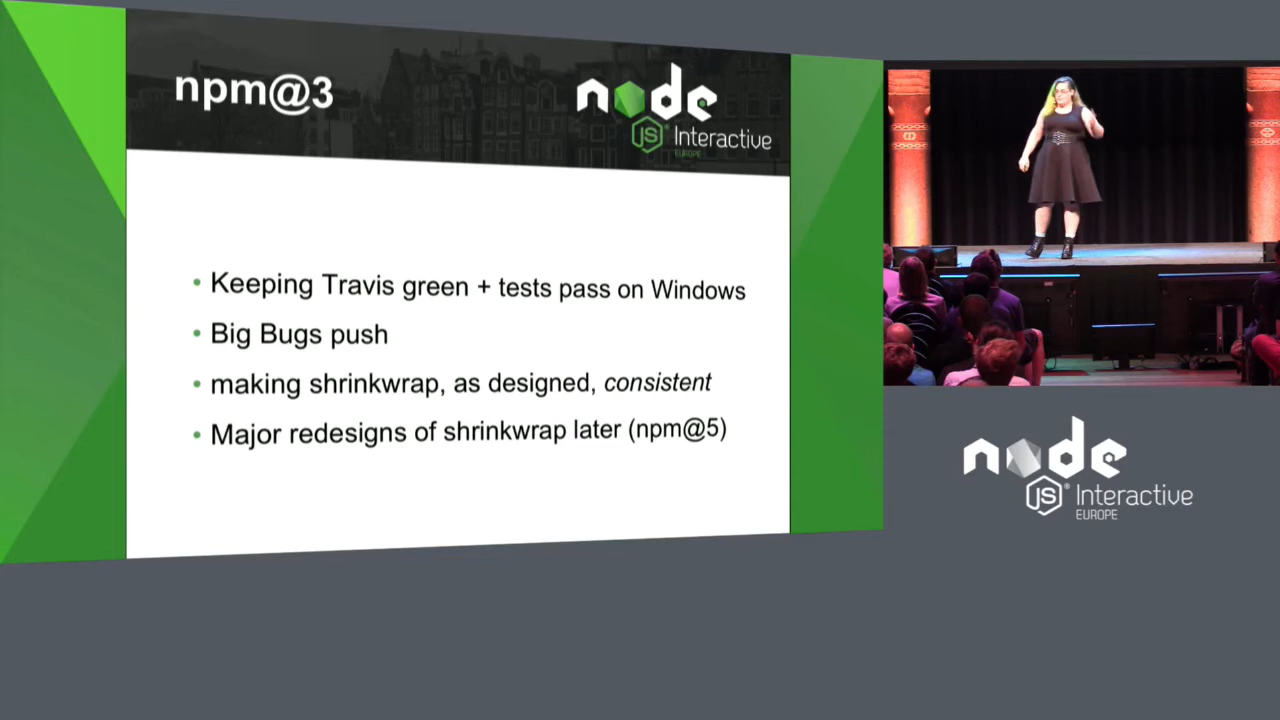 npm@3
node
JS Interactive
EUROPE
• Keeping Travis green + tests pass on Windows
• Big Bugs push
• making shrinkwrap, as designed, consistent
• Major redesigns of shrinkwrap later (npm@5)
node
JS® Interactive
EUROPE